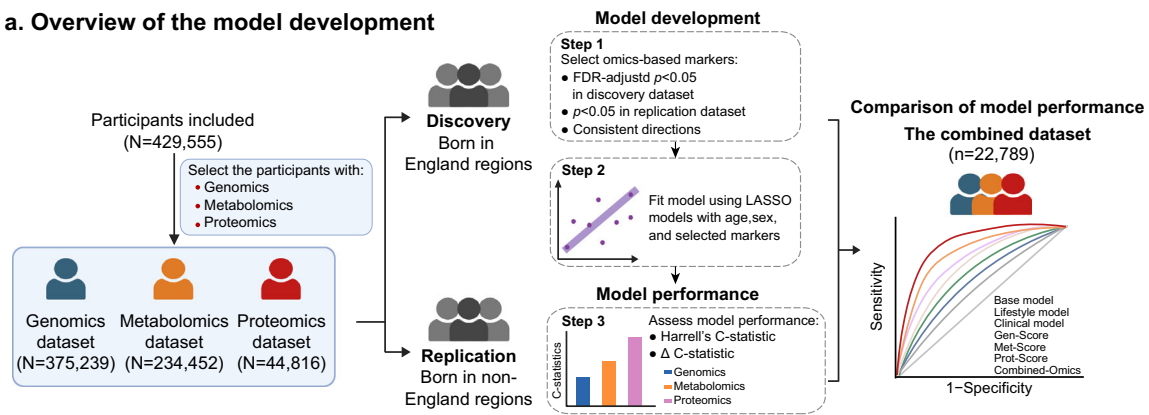 a. Overview of the model development
Participants included
(N=429,555)
Select the participants with:
• Genomics
• Metabolomics
• Proteomics
Genomics
dataset
(N=375,239)
Metabolomics
dataset
(N=234,452)
Proteomics
dataset
(N=44,816)
Discovery
Born in
England regions
Replication
Born in non-
England regions
Model development
Step 1
Select omics-based markers:
● FDR-adjustd p<0.05
in discovery dataset
● p<0.05 in replication dataset
● Consistent directions
Step 2
Fit model using LASSO
models with age,sex,
and selected markers
Model performance
Step 3
C-statistics
Assess model performance:
● Harrell's C-statistic
● Δ C-statistic
Genomics
Metabolomics
Proteomics
Comparison of model performance
The combined dataset
(n=22,789)
Sensitivity
Base model
Lifestyle model
Clinical model
Gen-Score
Met-Score
Prot-Score
Combined-Omics
1−Specificity